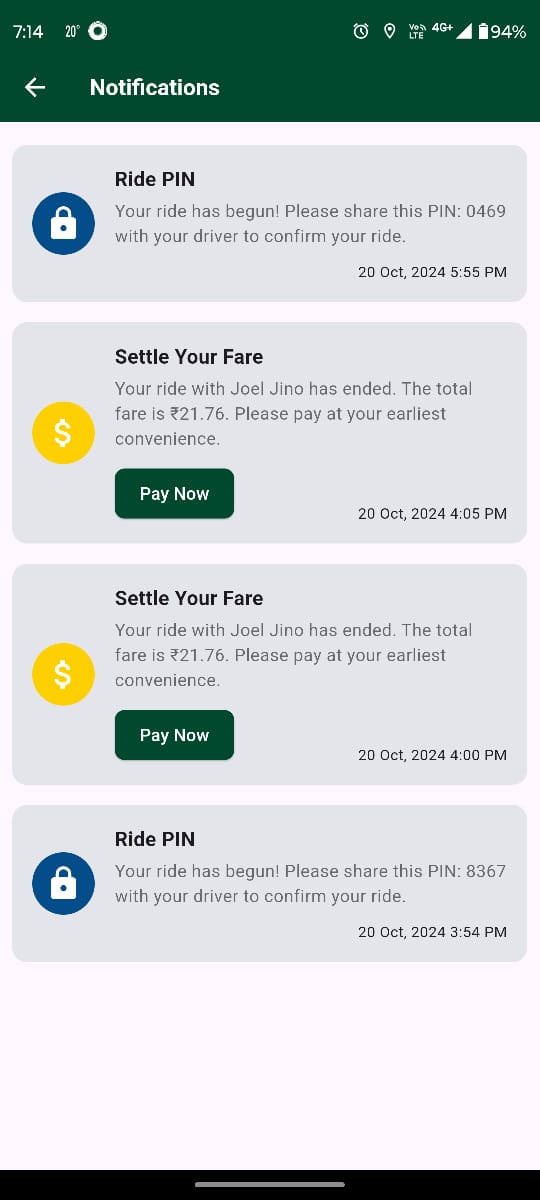 7:14 20° Vo LTE 4G+ 94%
Notifications
Ride PIN
Your ride has begun! Please share this PIN: 0469
with your driver to confirm your ride.
20 Oct, 2024 5:55 PM
Settle Your Fare
Your ride with Joel Jino has ended. The total
fare is ₹21.76. Please pay at your earliest
convenience.
$
Pay Now
20 Oct, 2024 4:05 PM
Settle Your Fare
Your ride with Joel Jino has ended. The total
fare is ₹21.76. Please pay at your earliest
convenience.
$
Pay Now
20 Oct, 2024 4:00 PM
Ride PIN
Your ride has begun! Please share this PIN: 8367
with your driver to confirm your ride.
20 Oct, 2024 3:54 PM